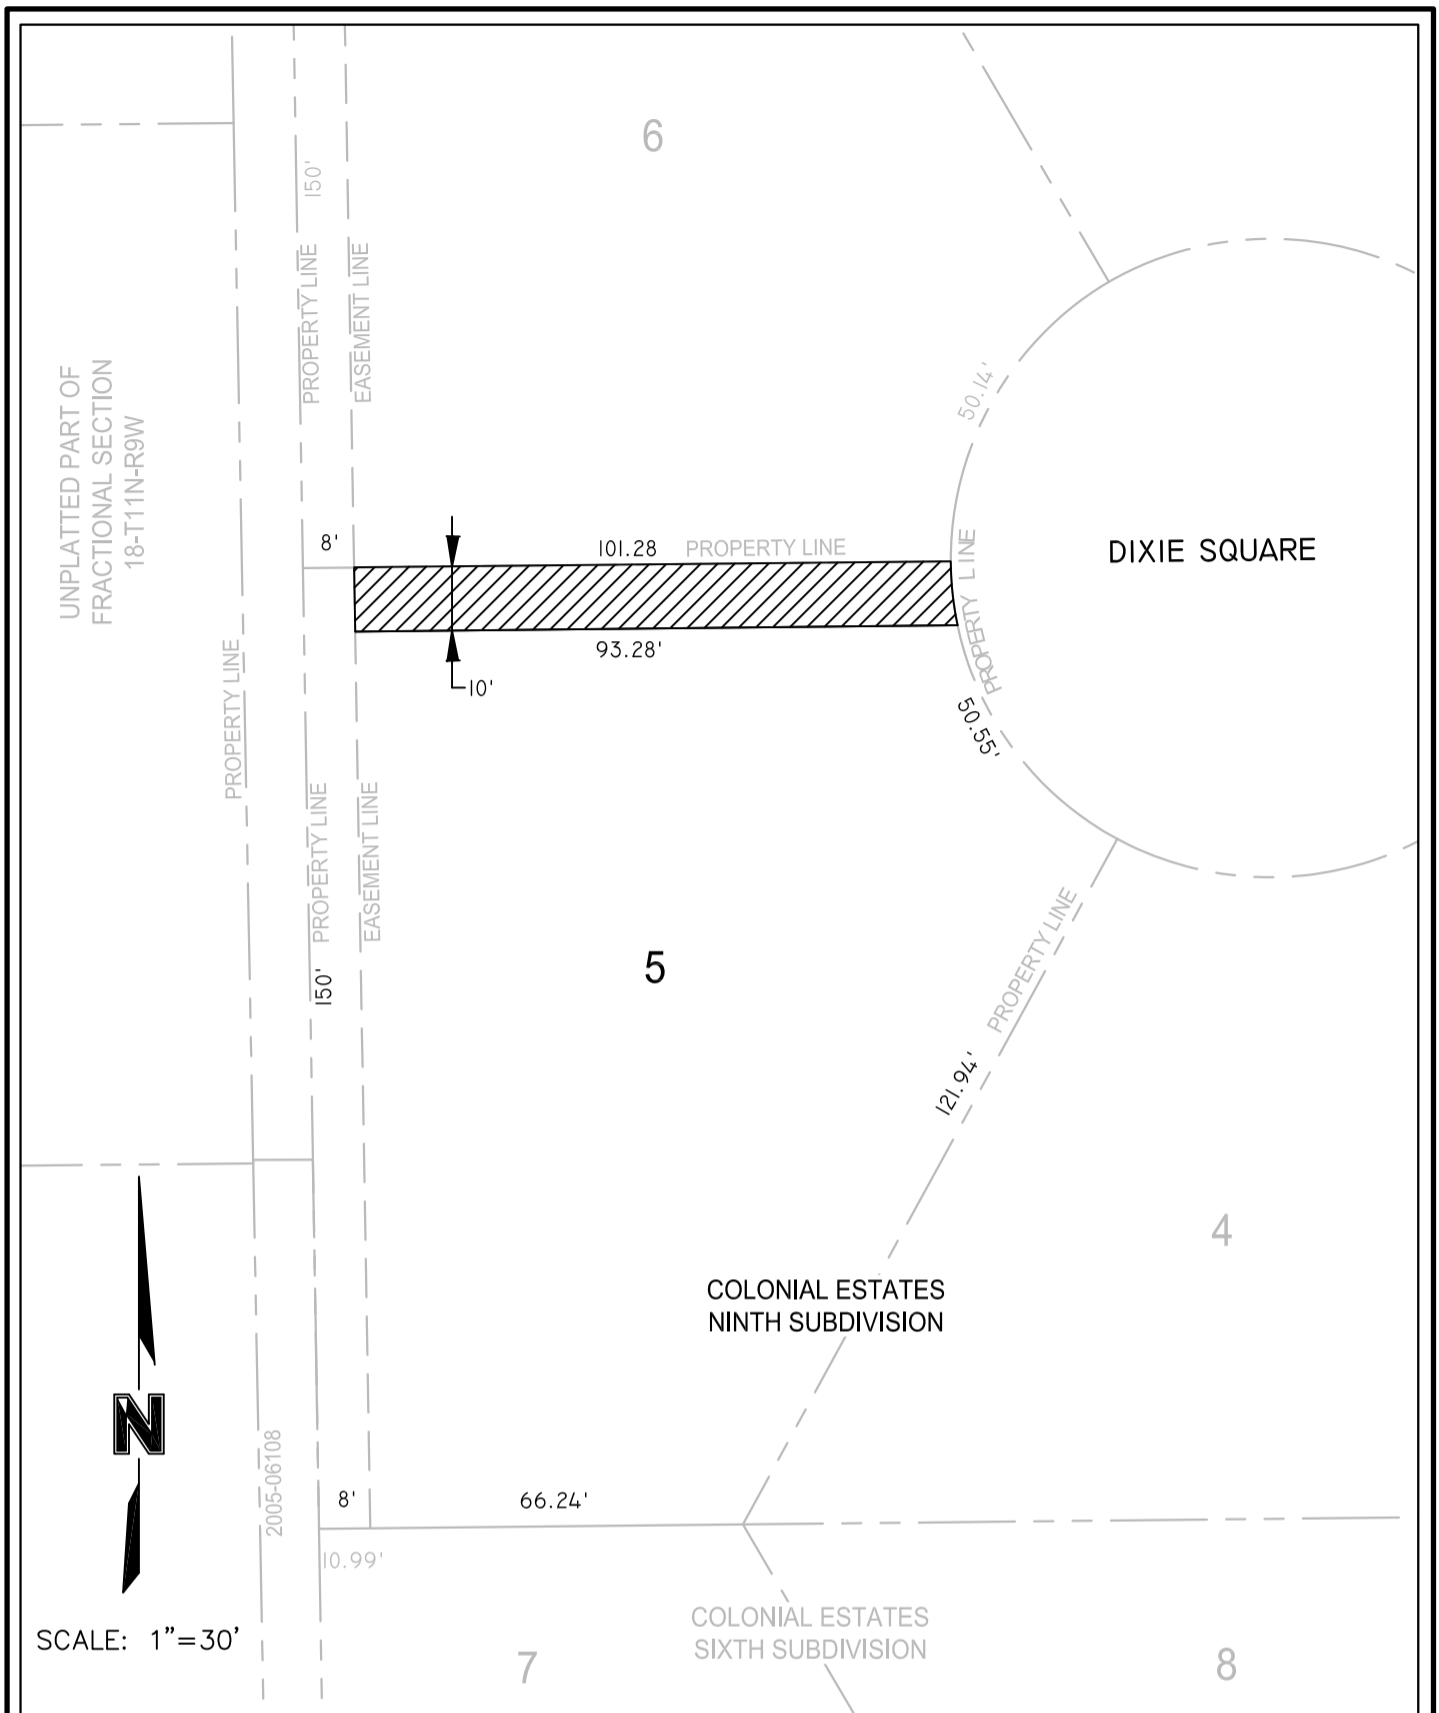 6
150'
PROPERTY LINE
EASEMENT LINE
UNPLATTED PART OF
FRACTIONAL SECTION
18-T11N-R9W
50.14'
8'
101.28
PROPERTY LINE
PROPERTY LINE
DIXIE SQUARE
93.28'
10'
PROPERTY LINE
PROPERTY LINE
50.55'
PROPERTY LINE
EASEMENT LINE
150'
5
PROPERTY LINE
121.94'
4
COLONIAL ESTATES
NINTH SUBDIVISION
N
2005-06108
8'
66.24'
10.99'
SCALE: 1"=30'
COLONIAL ESTATES
SIXTH SUBDIVISION
7
8